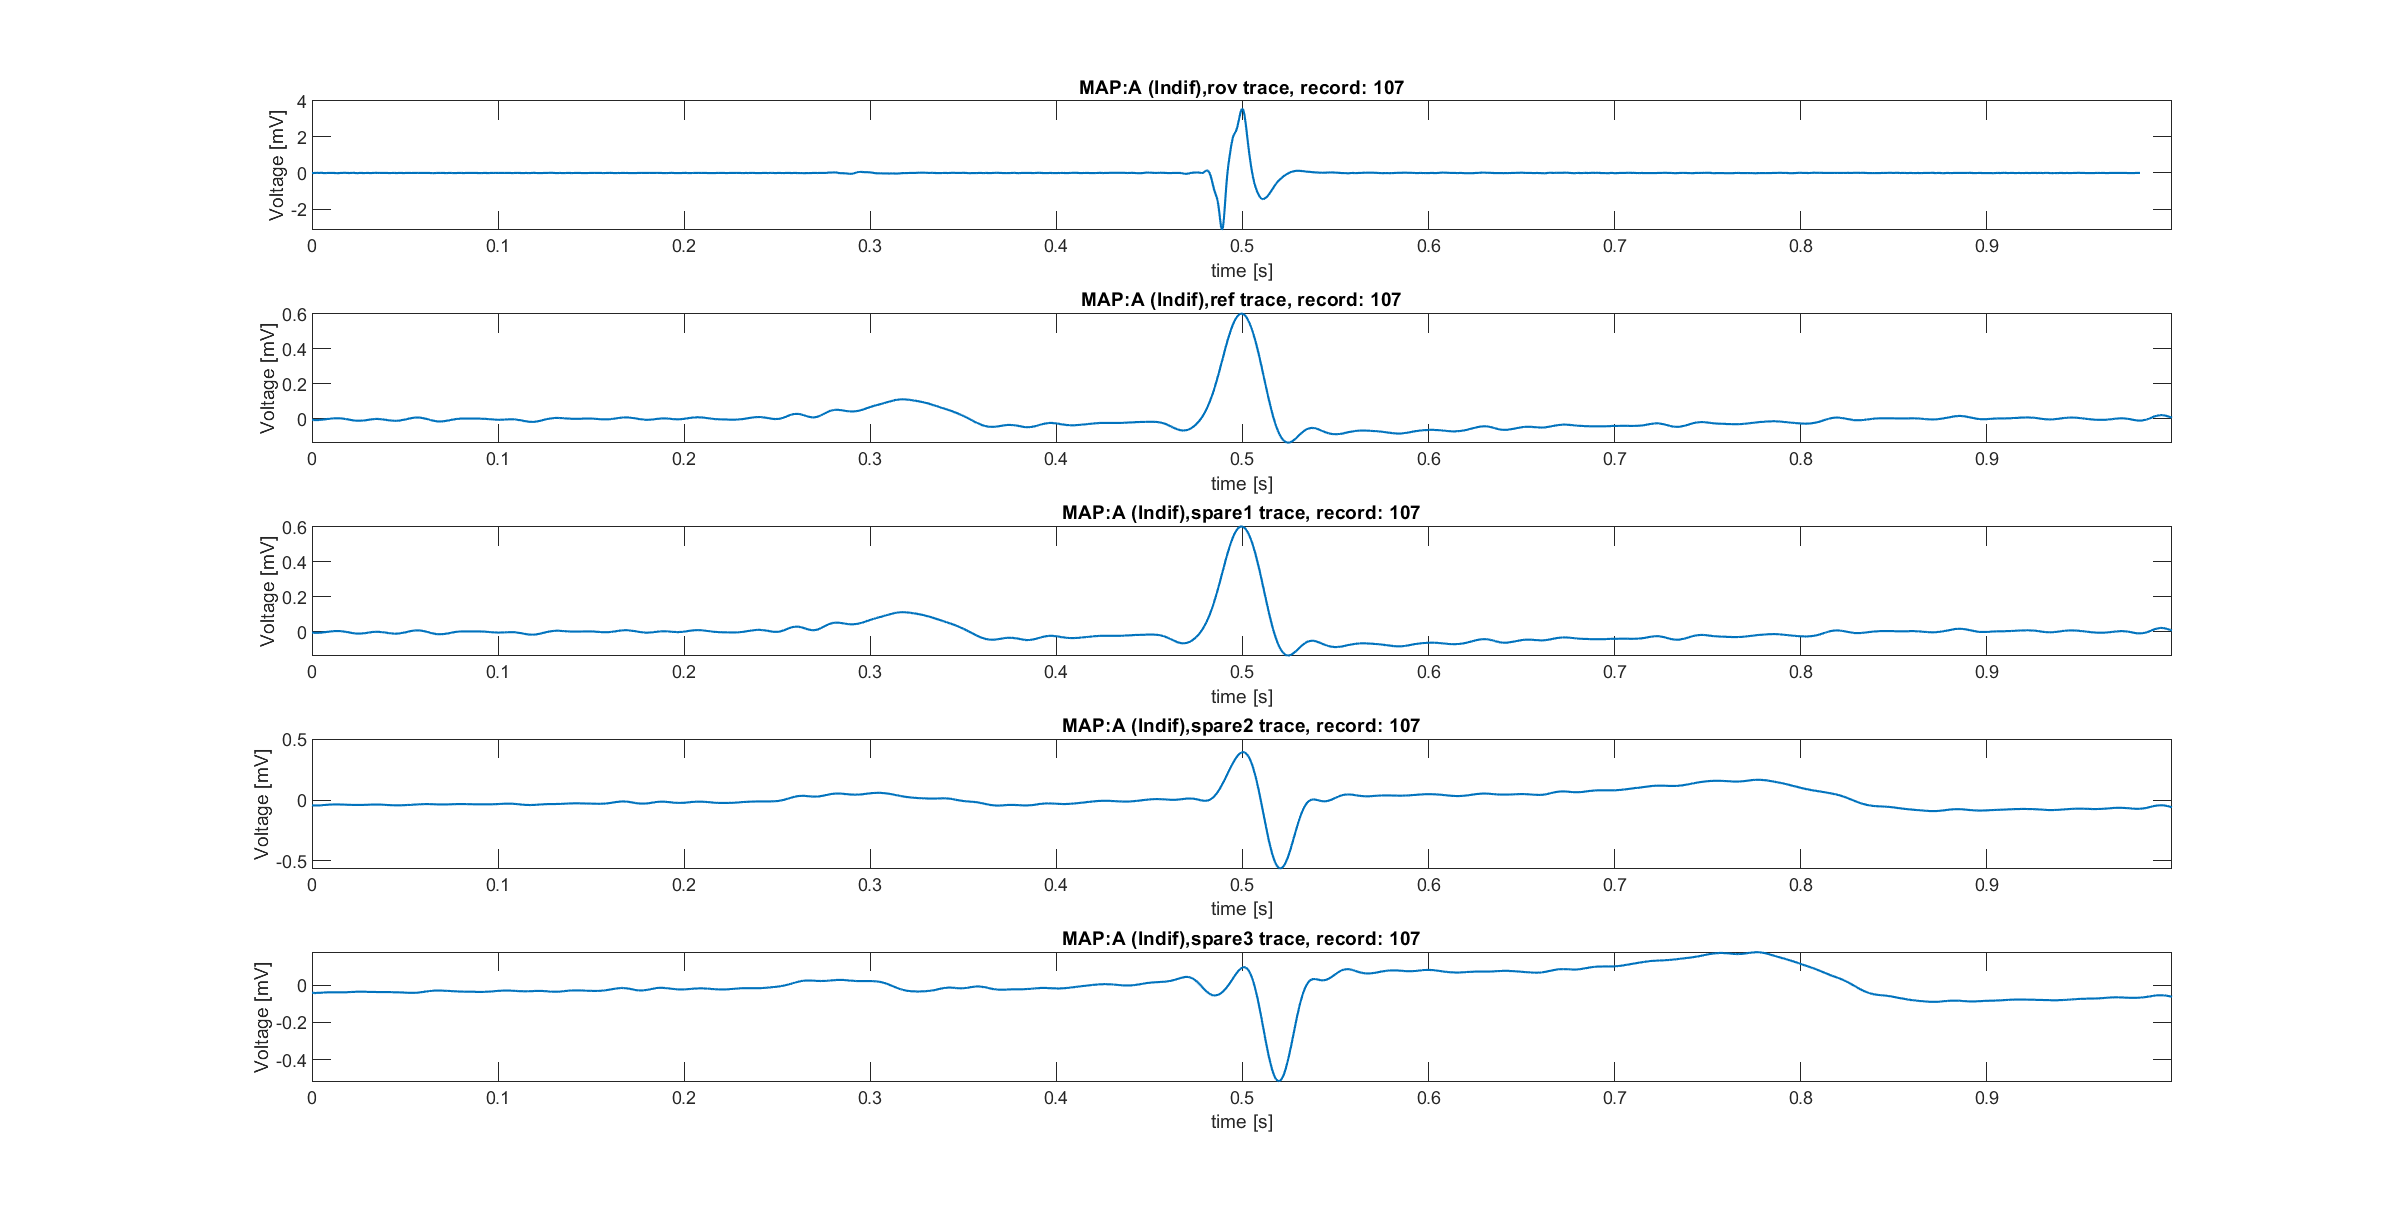 MAP:A (Indif),rov trace, record: 107
Voltage [mV]
4
2
0
-2
0 0.1 0.2 0.3 0.4 0.5 0.6 0.7 0.8 0.9
time [s]
MAP:A (Indif),ref trace, record: 107
Voltage [mV]
0.6
0.4
0.2
0
0 0.1 0.2 0.3 0.4 0.5 0.6 0.7 0.8 0.9
time [s]
MAP:A (Indif),spare1 trace, record: 107
Voltage [mV]
0.6
0.4
0.2
0
0 0.1 0.2 0.3 0.4 0.5 0.6 0.7 0.8 0.9
time [s]
MAP:A (Indif),spare2 trace, record: 107
Voltage [mV]
0.5
0
-0.5
0 0.1 0.2 0.3 0.4 0.5 0.6 0.7 0.8 0.9
time [s]
MAP:A (Indif),spare3 trace, record: 107
Voltage [mV]
0
-0.2
-0.4
0 0.1 0.2 0.3 0.4 0.5 0.6 0.7 0.8 0.9
time [s]